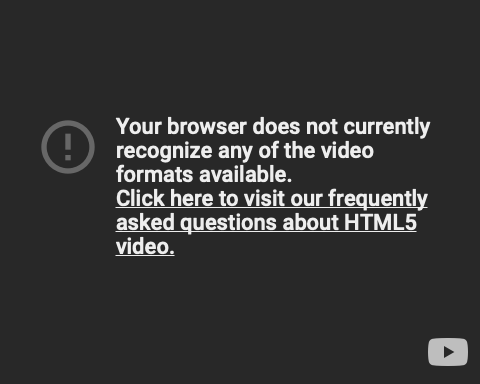 Your browser does not currently
recognize any of the video
formats available.
Click here to visit our frequently
asked questions about HTML5
video.